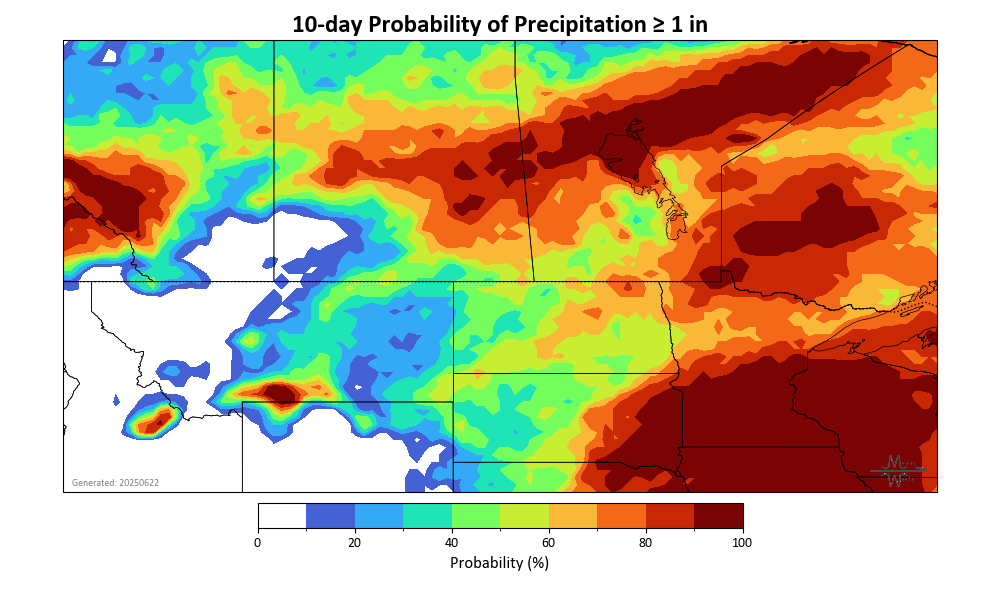 10-day Probability of Precipitation ≥ 1 in
Generated: 20250622
0 20 40 60 80 100
Probability (%)